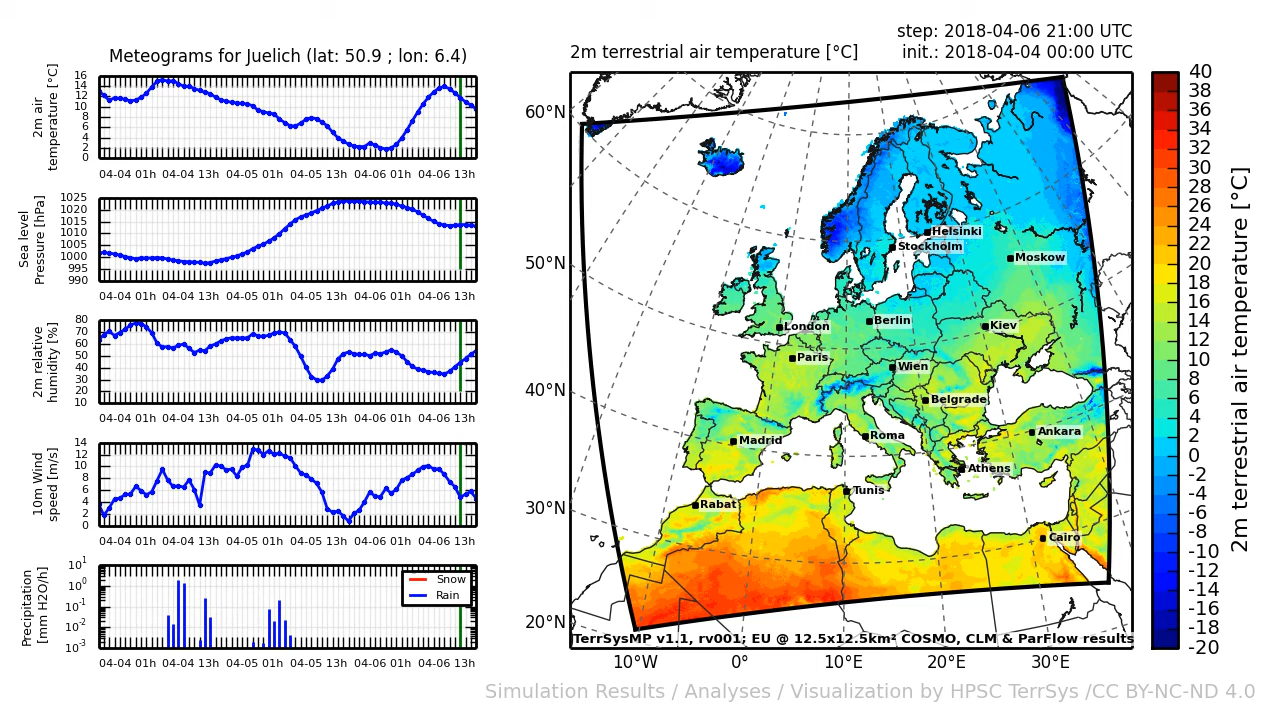 step: 2018-04-06 21:00 UTC
2m terrestrial air temperature [°C]
init.: 2018-04-04 00:00 UTC
Meteograms for Juelich (lat: 50.9 ; lon: 6.4)
2m air
temperature [°C]
16
14
12
10
8
6
4
2
0
04-04 01h 04-04 13h 04-05 01h 04-05 13h 04-06 01h 04-06 13h
Sea level
Pressure [hPa]
1025
1020
1015
1010
1005
1000
995
990
04-04 01h 04-04 13h 04-05 01h 04-05 13h 04-06 01h 04-06 13h
2m relative
humidity [%]
80
70
60
50
40
30
20
10
04-04 01h 04-04 13h 04-05 01h 04-05 13h 04-06 01h 04-06 13h
10m Wind
speed [m/s]
14
12
10
8
6
4
2
0
04-04 01h 04-04 13h 04-05 01h 04-05 13h 04-06 01h 04-06 13h
Precipitation
[mm H2O/h]
10^1
10^0
10^-1
10^-2
10^-3
Snow
Rain
04-04 01h 04-04 13h 04-05 01h 04-05 13h 04-06 01h 04-06 13h
60°N
50°N
40°N
30°N
20°N
Helsinki
Stockholm
Moskow
London
Berlin
Kiev
Paris
Wien
Belgrade
Madrid
Roma
Ankara
Athens
Tunis
Rabat
Cairo
TerrSysMP v1.1, rv001; EU @ 12.5x12.5km² COSMO, CLM & ParFlow results
10°W 0° 10°E 20°E 30°E
40
38
36
34
32
30
28
26
24
22
20
18
16
14
12
10
8
6
4
2
0
-2
-4
-6
-8
-10
-12
-14
-16
-18
-20
2m terrestrial air temperature [°C]
Simulation Results / Analyses / Visualization by HPSC TerrSys /CC BY-NC-ND 4.0